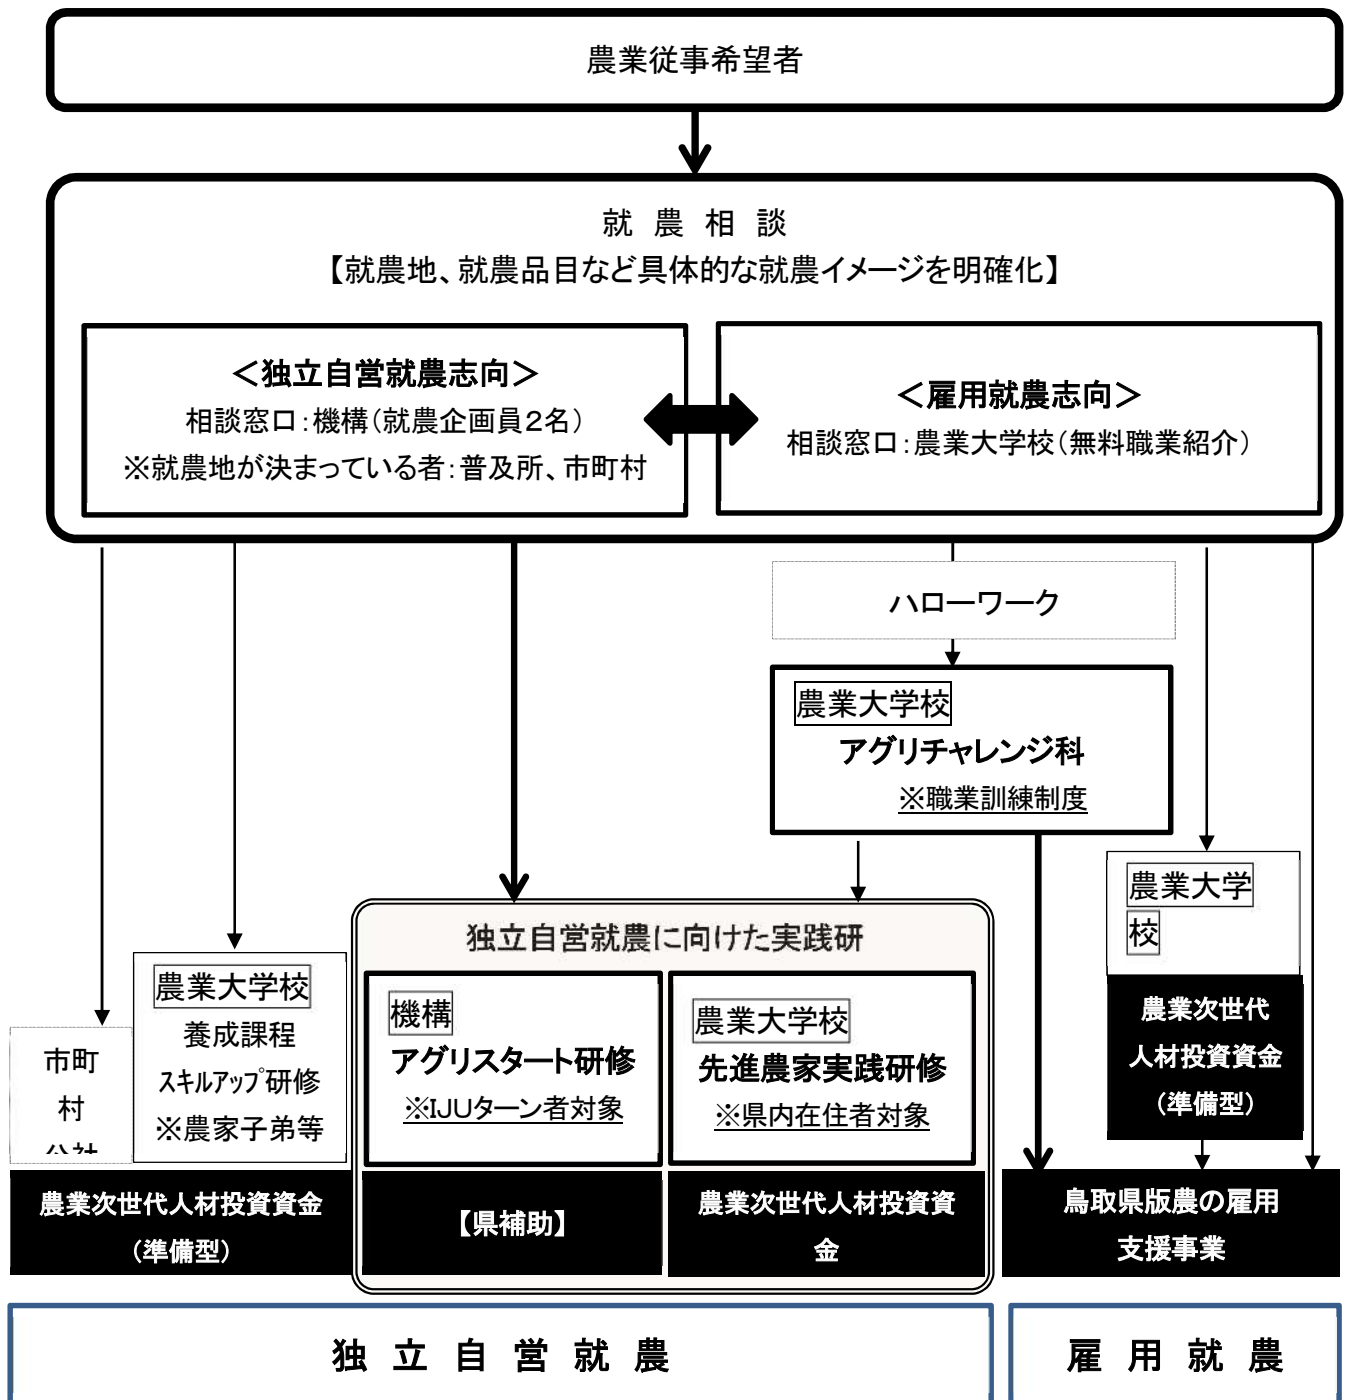 農業従事希望者
就 農 相 談
【就農地、就農品目など具体的な就農イメージを明確化】
＜独立自営就農志向＞
相談窓口：機構（就農企画員２名）
※就農地が決まっている者：普及所、市町村
＜雇用就農志向＞
相談窓口：農業大学校（無料職業紹介）
ハローワーク
農業大学校
アグリチャレンジ科
※職業訓練制度
農業大学
校
農業次世代
人材投資資金
（準備型）
独立自営就農に向けた実践研
市町
村
農業大学校
養成課程
スキルアップ研修
※農家子弟等
機構
アグリスタート研修
※IJUターン者対象
農業大学校
先進農家実践研修
※県内在住者対象
農業次世代人材投資資金
（準備型）
【県補助】
農業次世代人材投資資
金
鳥取県版農の雇用
支援事業
独 立 自 営 就 農
雇 用 就 農